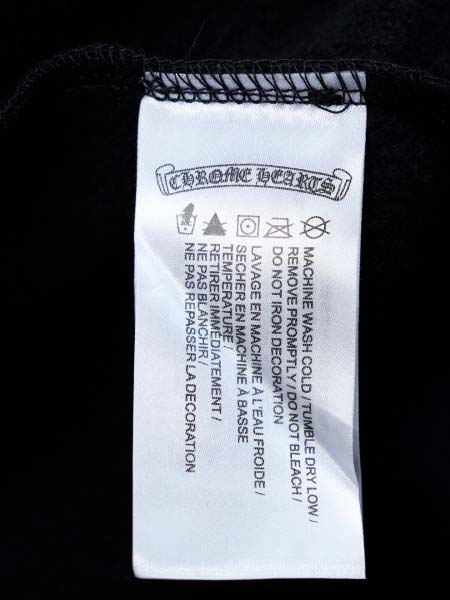 CHROME HEARTS
MACHINE WASH COLD / TUMBLE DRY LOW /
REMOVE PROMPTLY / DO NOT BLEACH /
DO NOT IRON DECORATION
LAVAGE EN MACHINE À L'EAU FROIDE /
SECHER EN MACHINE À BASSE
TEMPERATURE /
RETIRER IMMÉDIATEMENT /
NE PAS BLANCHIR /
NE PAS REPASSER LA DECORATION